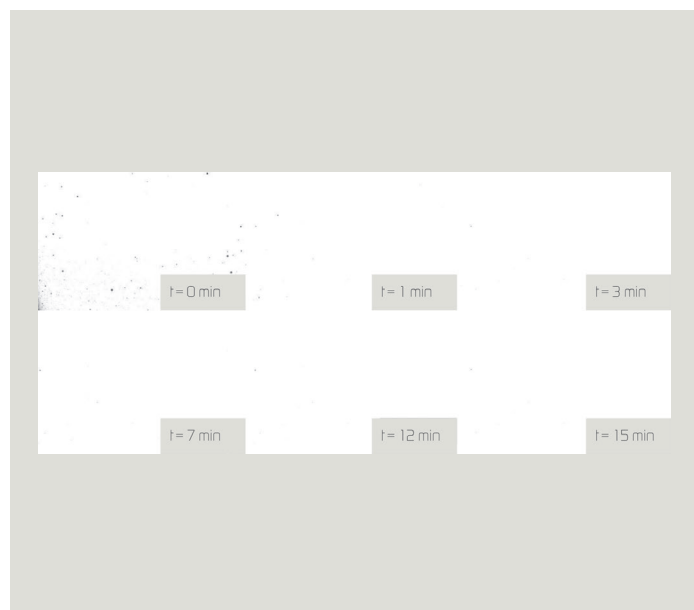 t= 0 min
t= 1 min
t= 3 min
t= 7 min
t= 12 min
t= 15 min